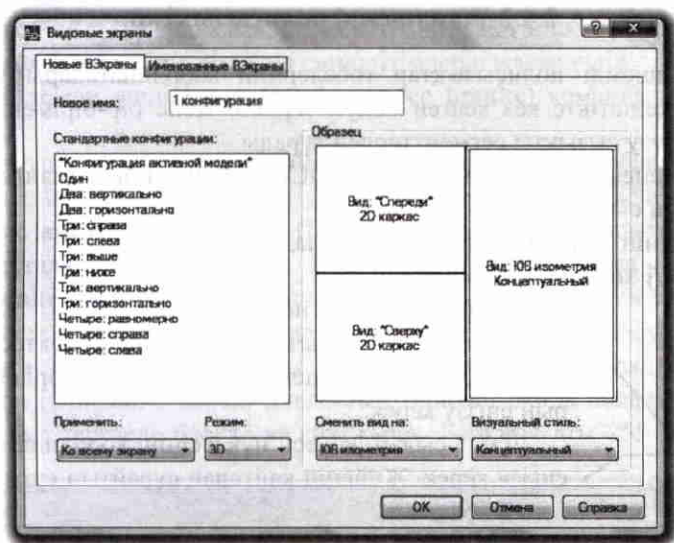 Видовые экраны
Новые ВЭкраны
Именованные ВЭкраны
Новое имя:
1 конфигурация
Стандартные конфигурации:
*Конфигурация активной модели*
Один
Два: вертикально
Два: горизонтально
Три: справа
Три: слева
Три: выше
Три: ниже
Три: вертикально
Три: горизонтально
Четыре: равномерно
Четыре: справа
Четыре: слева
Образец
Вид: "Спереди"
2D каркас
Вид: "Сверху"
2D каркас
Вид: ЮВ изометрия
Концептуальный
Применить:
Ко всему экрану
Режим:
3D
Сменить вид на:
ЮВ изометрия
Визуальный стиль:
Концептуальный
OK
Отмена
Справка